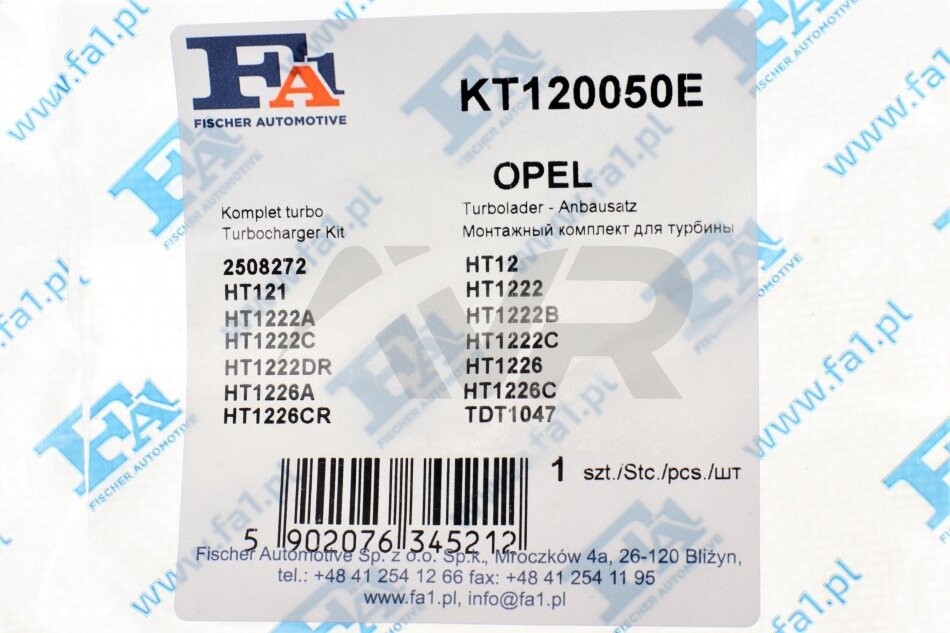 FA1
FISCHER AUTOMOTIVE
KT120050E
OPEL
Komplet turbo
Turbocharger Kit
Turbolader - Anbausatz
Монтажный комплект для турбины
2508272 HT12
HT121 HT1222
HT1222A HT1222B
HT1222C HT1222C
HT1222DR HT1226
HT1226A HT1226C
HT1226CR TDT1047
1 szt./Stc./pcs./шт
5 902076 345212
Fischer Automotive Sp. z o.o. Sp.k., Mroczków 4a, 26-120 Bliżyn,
tel.: +48 41 254 12 66 fax: +48 41 254 11 95
www.fa1.pl, info@fa1.pl
www.fa1.pl